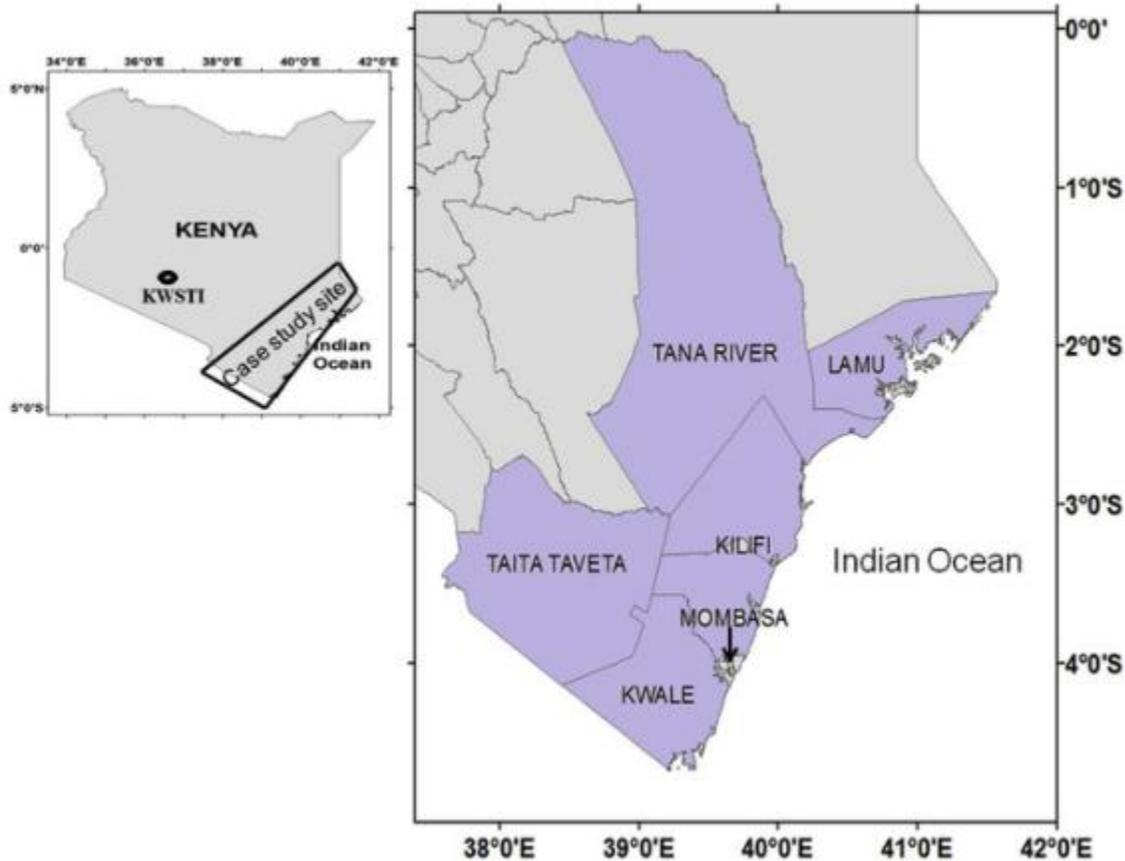 34°0'E 36°0'E 38°0'E 40°0'E 42°0'E
5°0'N
KENYA
0°0'
KWSTI
Case study site
Indian
Ocean
5°0'S
0°0'
1°0'S
TANA RIVER
2°0'S
LAMU
3°0'S
KILIFI
TAITA TAVETA
Indian Ocean
MOMBASA
4°0'S
KWALE
38°0'E 39°0'E 40°0'E 41°0'E 42°0'E